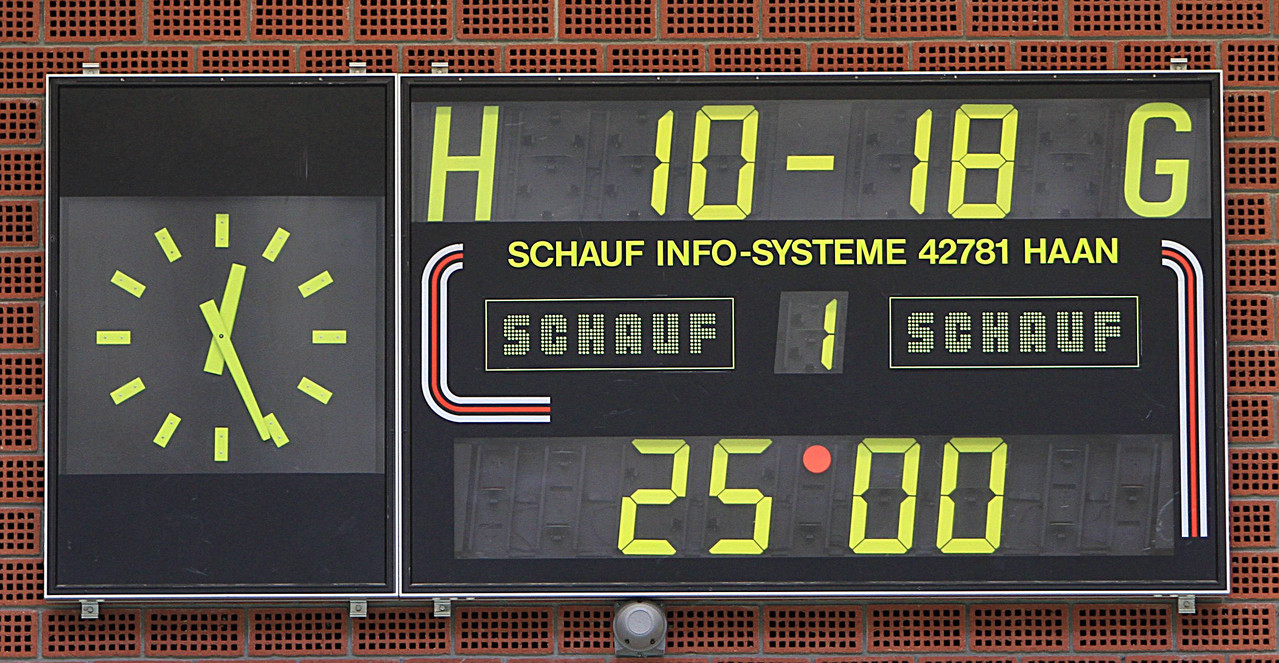 H 10-18 G
SCHAUF INFO-SYSTEME 42781 HAAN
SCHAUF 1 SCHAUF
25 00